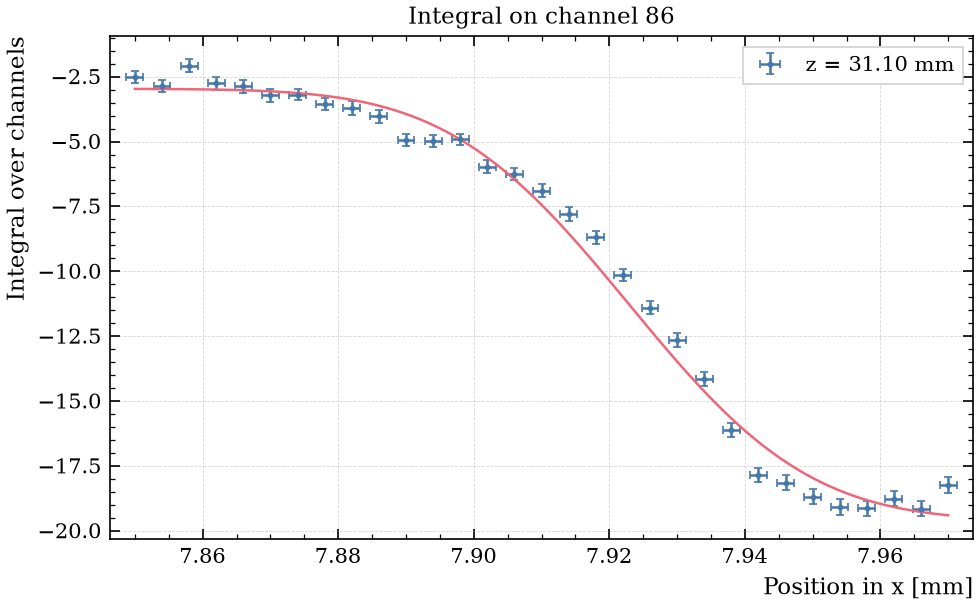 Integral on channel 86
Integral over channels
z = 31.10 mm
−2.5
−5.0
−7.5
−10.0
−12.5
−15.0
−17.5
−20.0
7.86 7.88 7.90 7.92 7.94 7.96
Position in x [mm]